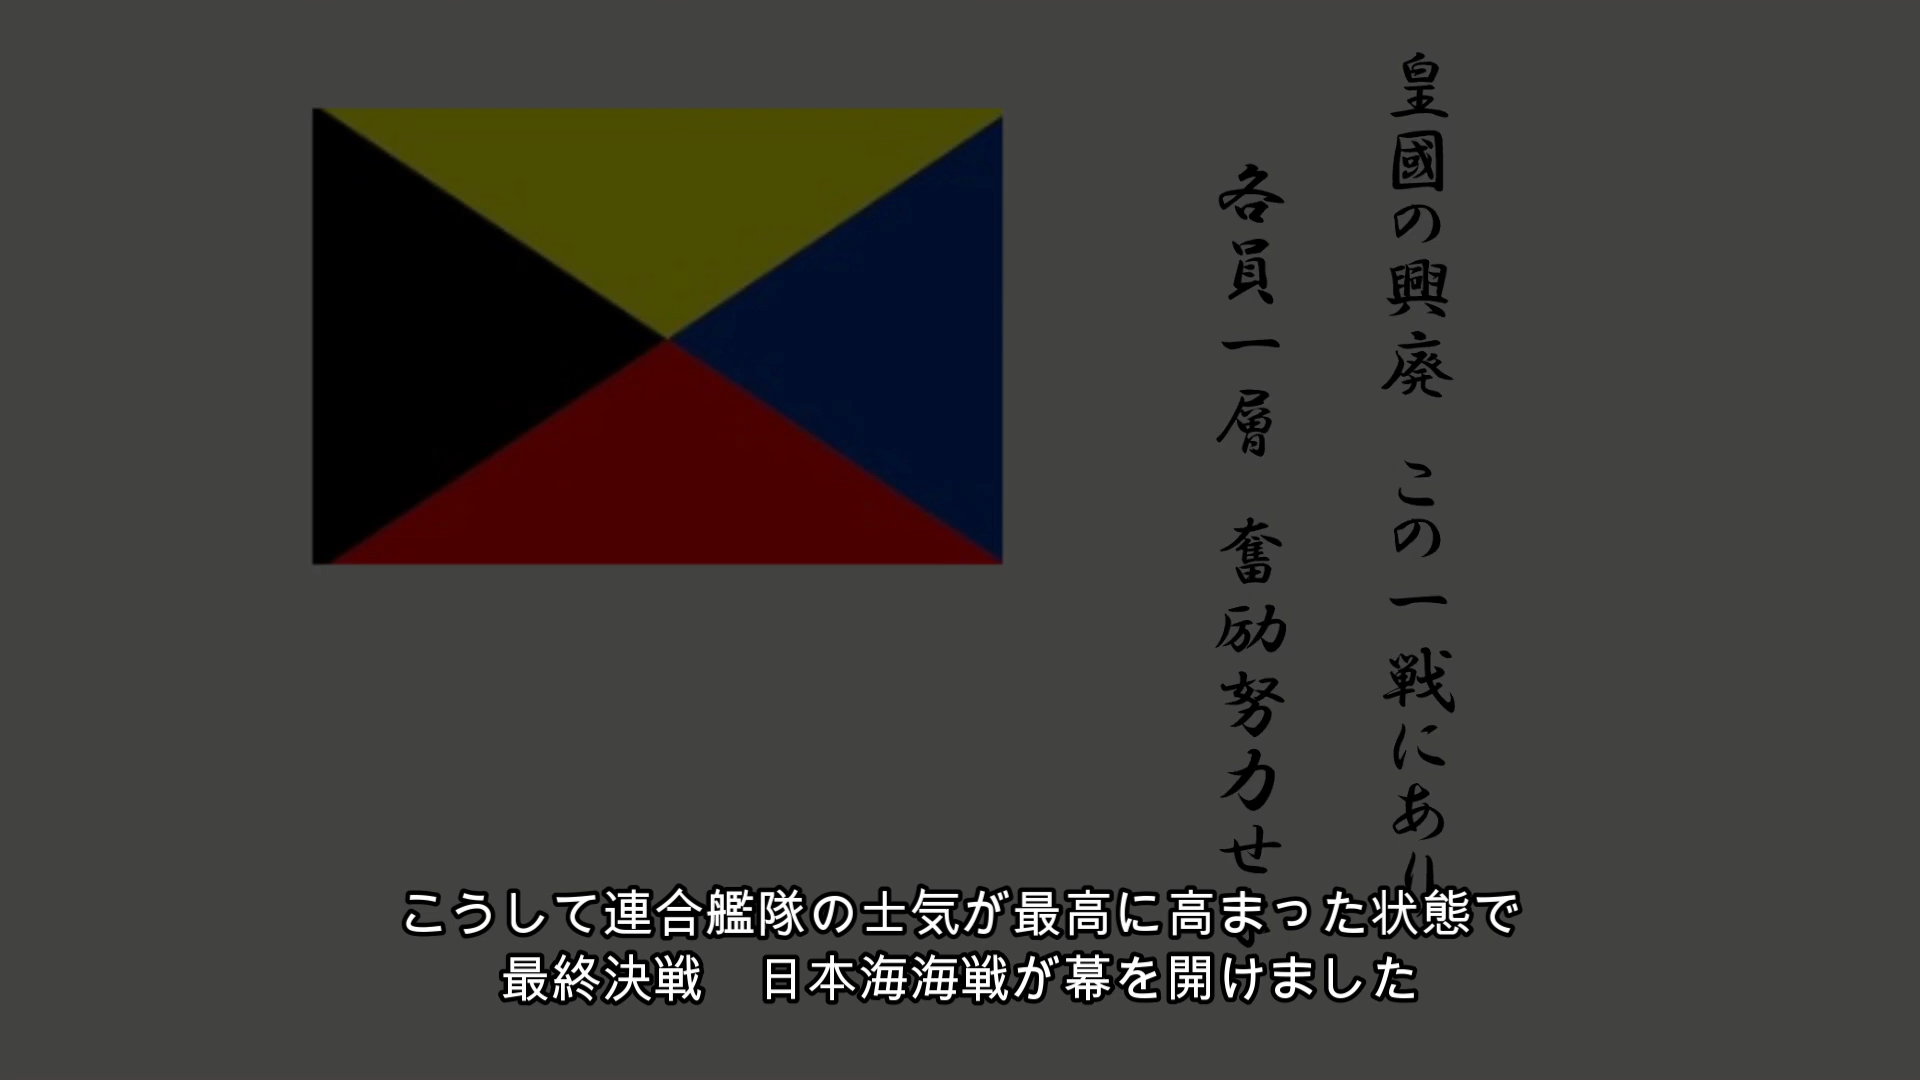 皇國の興廃 この一戦にあり
各員一層 奮励努力せ
こうして連合艦隊の士気が最高に高まった状態で
最終決戦　日本海海戦が幕を開けました